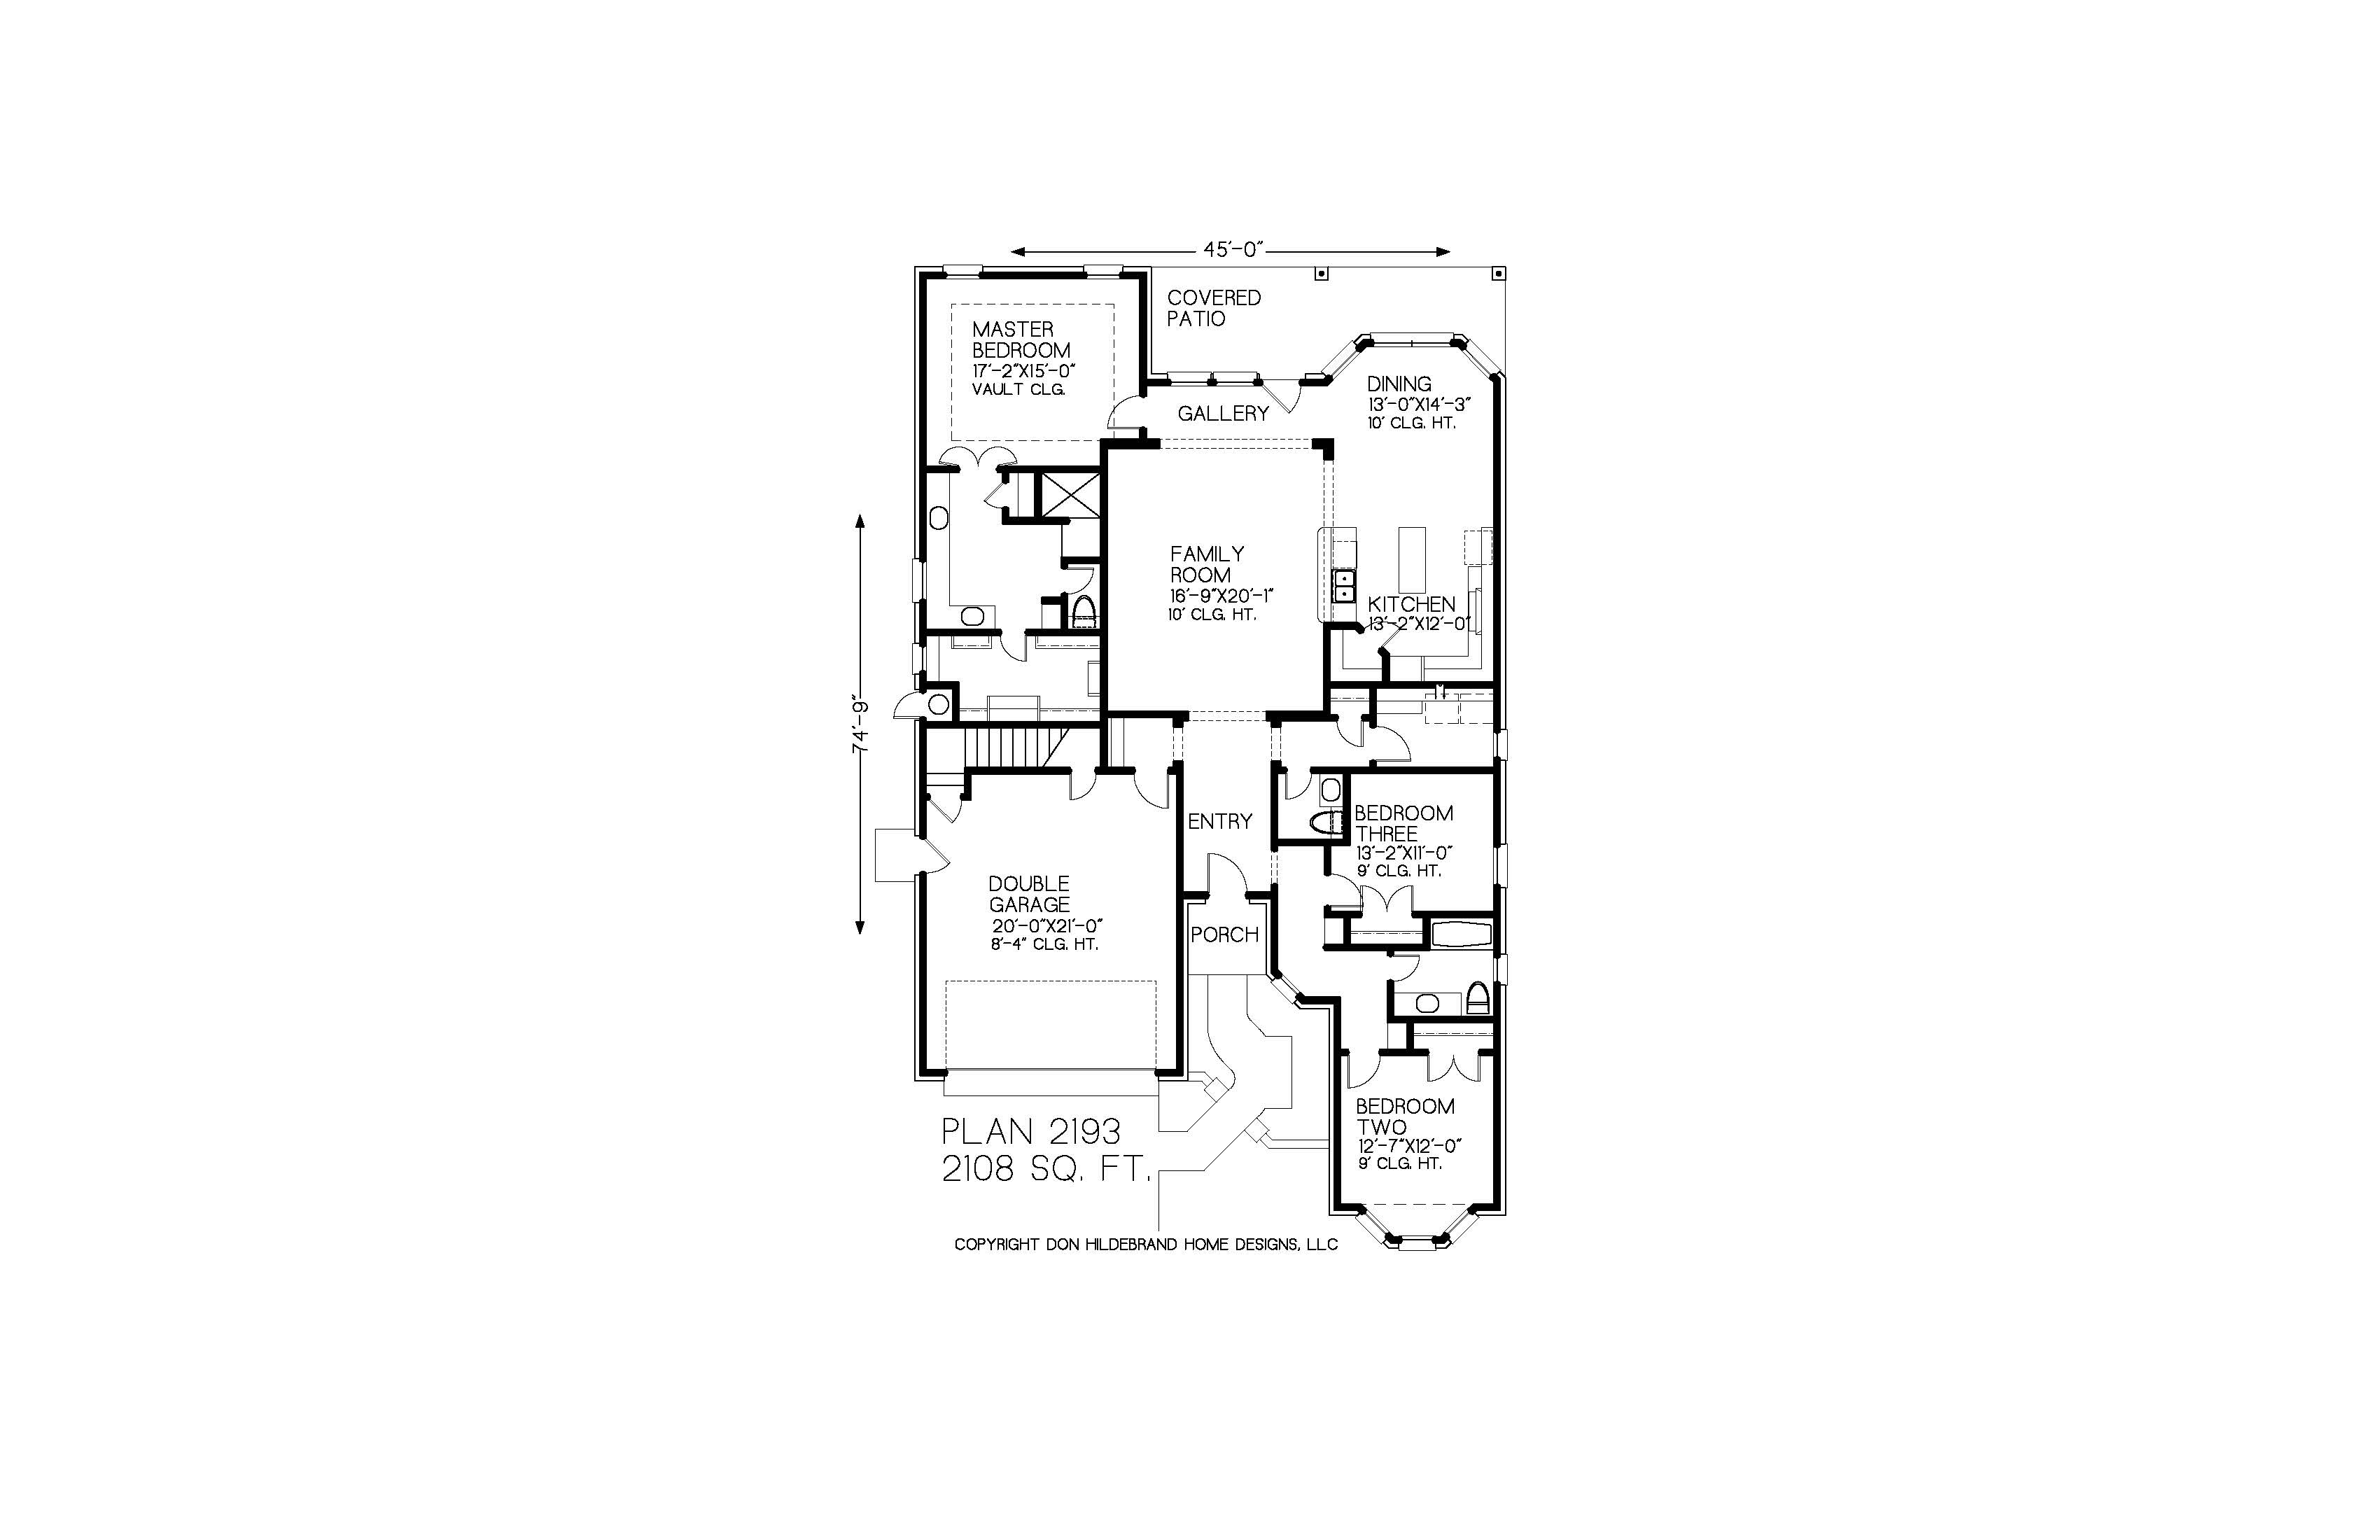 45'-0"
COVERED
PATIO
MASTER
BEDROOM
17'-2"X15'-0"
VAULT CLG.
DINING
13'-0"X14'-3"
10' CLG. HT.
GALLERY
FAMILY
ROOM
16'-9"X20'-1"
10' CLG. HT.
KITCHEN
13'-2"X12'-0"
74'-9"
ENTRY
BEDROOM
THREE
13'-2"X11'-0"
9' CLG. HT.
DOUBLE
GARAGE
20'-0"X21'-0"
8'-4" CLG. HT.
PORCH
BEDROOM
TWO
12'-7"X12'-0"
9' CLG. HT.
PLAN 2193
2108 SQ. FT.
COPYRIGHT DON HILDEBRAND HOME DESIGNS, LLC